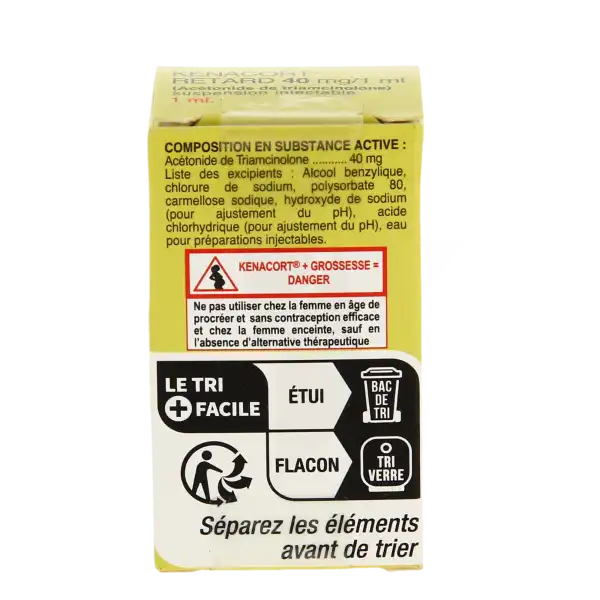 KENACORT
RETARD 40 mg/1 ml
(Acétonide de triamcinolone)
suspension injectable
1 ml
COMPOSITION EN SUBSTANCE ACTIVE :
Acétonide de Triamcinolone ........... 40 mg
Liste des excipients : Alcool benzylique,
chlorure de sodium, polysorbate 80,
carmellose sodique, hydroxyde de sodium
(pour ajustement du pH), acide
chlorhydrique (pour ajustement du pH), eau
pour préparations injectables.
KENACORT® + GROSSESSE =
DANGER
Ne pas utiliser chez la femme en âge de
procréer et sans contraception efficace
et chez la femme enceinte, sauf en
l'absence d'alternative thérapeutique
LE TRI
+ FACILE
ÉTUI
BAC
DE
TRI
FLACON
TRI
VERRE
Séparez les éléments
avant de trier